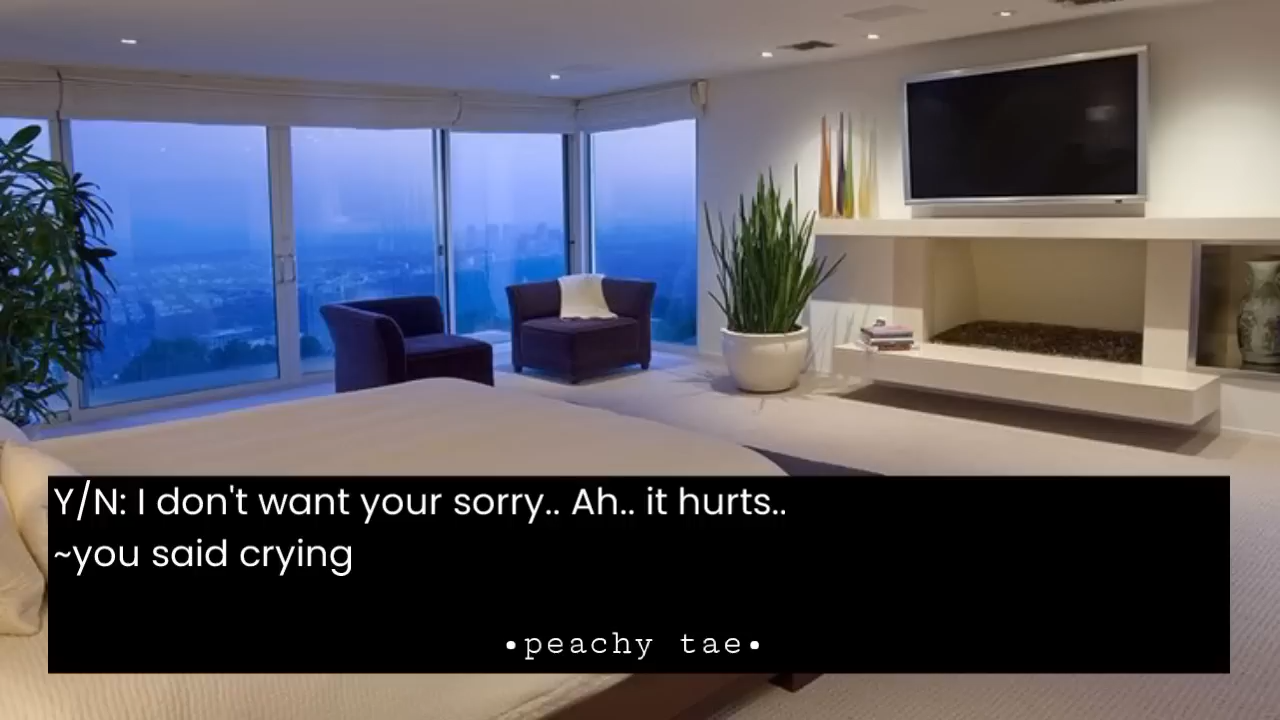 Y/N: I don't want your sorry.. Ah.. it hurts..
~you said crying
•peachy tae•